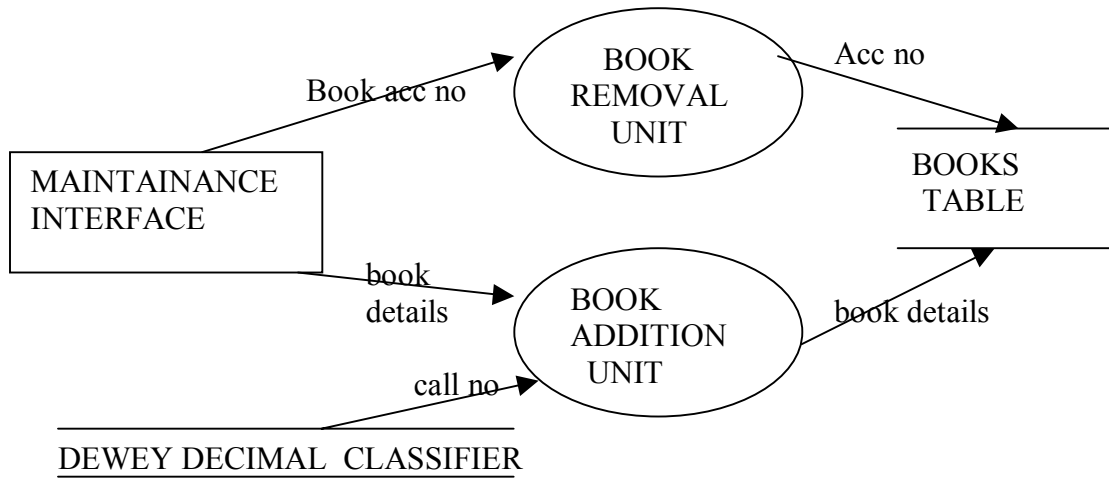 BOOK
REMOVAL
UNIT
Acc no
Book acc no
MAINTAINANCE
INTERFACE
BOOKS
TABLE
book
details
BOOK
ADDITION
UNIT
book details
call no
DEWEY DECIMAL CLASSIFIER